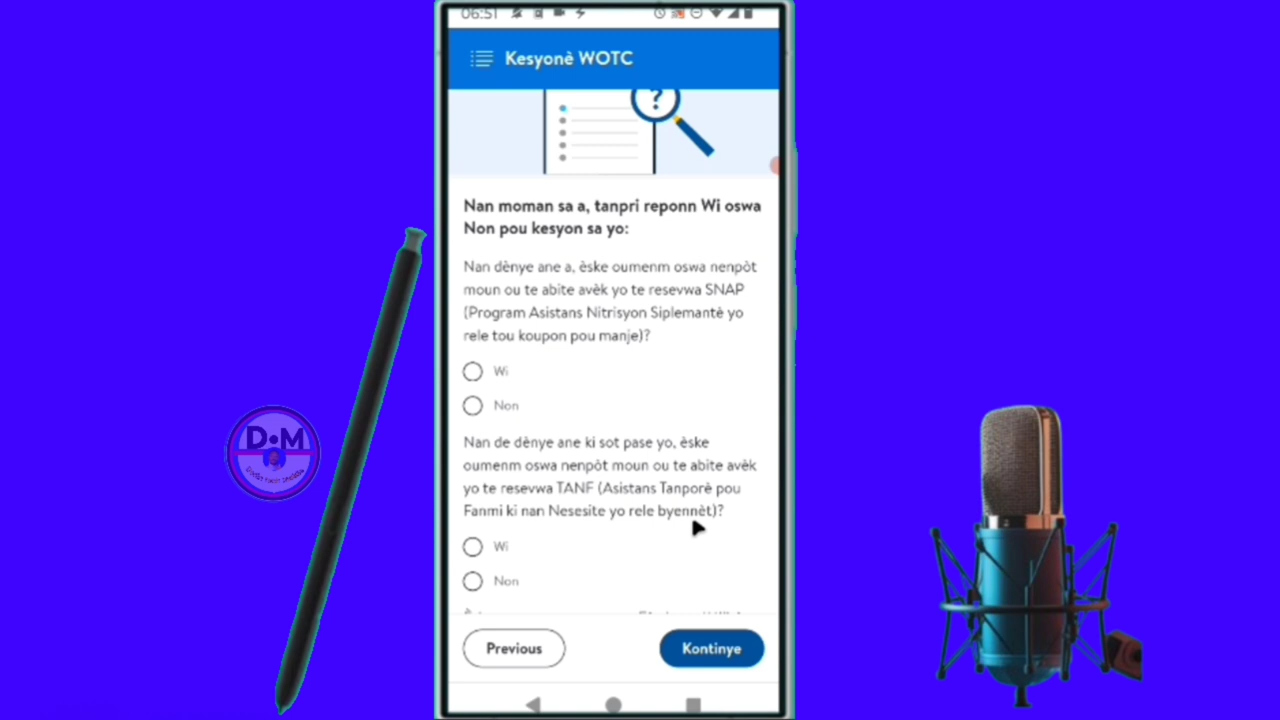 06:51
Kesyonè WOTC
?
Nan moman sa a, tanpri reponn Wi oswa
Non pou kesyon sa yo:
Nan dènye ane a, èske oumenm oswa nenpòt
moun ou te abite avèk yo te resevwa SNAP
(Program Asistans Nitrisyon Siplemantè yo
rele tou koupon pou manje)?
Wi
Non
Nan de dènye ane ki sot pase yo, èske
oumenm oswa nenpòt moun ou te abite avèk
yo te resevwa TANF (Asistans Tanporè pou
Fanmi ki nan Nesesite yo rele byennèt)?
Wi
Non
Previous
Kontinye
D•M